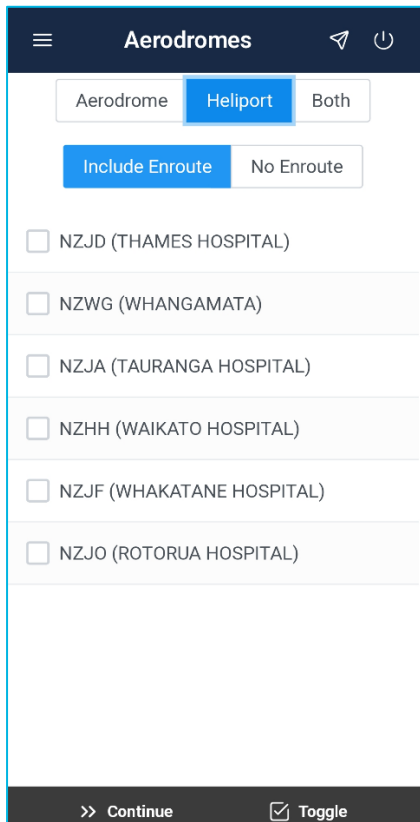 Aerodromes
Aerodrome Heliport Both
Include Enroute No Enroute
NZJD (THAMES HOSPITAL)
NZWG (WHANGAMATA)
NZJA (TAURANGA HOSPITAL)
NZHH (WAIKATO HOSPITAL)
NZJF (WHAKATANE HOSPITAL)
NZJO (ROTORUA HOSPITAL)
Continue Toggle